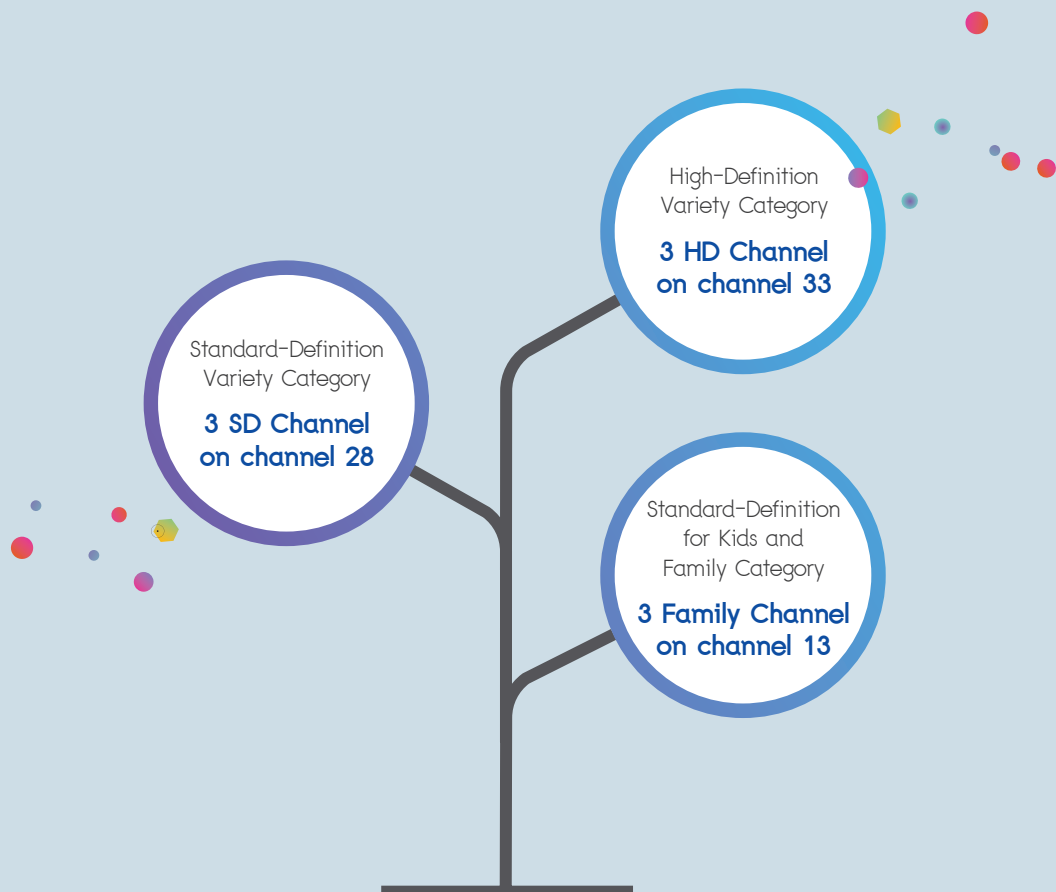 High-Definition
Variety Category
3 HD Channel
on channel 33
Standard-Definition
Variety Category
3 SD Channel
on channel 28
Standard-Definition
for Kids and
Family Category
3 Family Channel
on channel 13